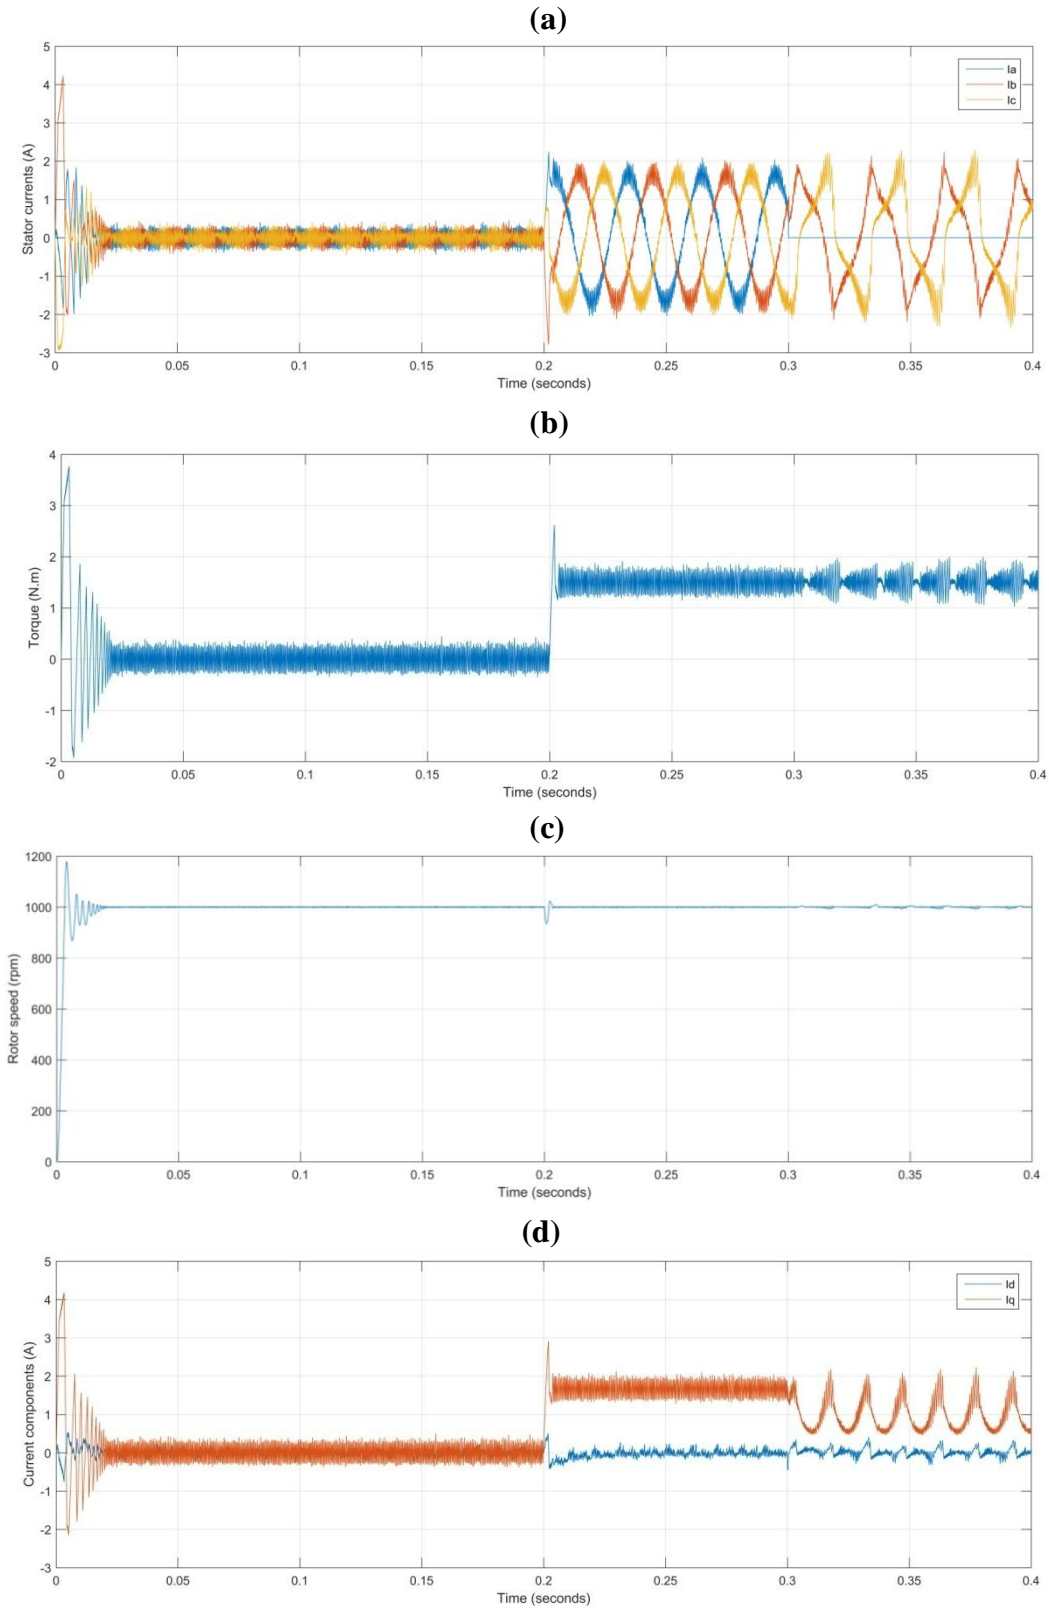 (a)
5
4
3
2
1
0
-1
-2
-3
Stator currents (A)
Ia
Ib
Ic
0 0.05 0.1 0.15 0.2 0.25 0.3 0.35 0.4
Time (seconds)
(b)
4
3
2
1
0
-1
-2
Torque (N.m)
0 0.05 0.1 0.15 0.2 0.25 0.3 0.35 0.4
Time (seconds)
(c)
1200
1000
800
600
400
200
0
Rotor speed (rpm)
0 0.05 0.1 0.15 0.2 0.25 0.3 0.35 0.4
Time (seconds)
(d)
5
4
3
2
1
0
-1
-2
-3
Current components (A)
Id
Iq
0 0.05 0.1 0.15 0.2 0.25 0.3 0.35 0.4
Time (seconds)